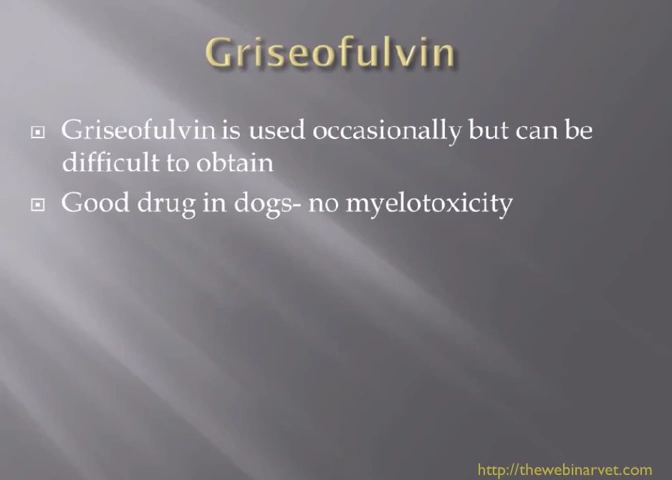 Griseofulvin
Griseofulvin is used occasionally but can be
difficult to obtain
Good drug in dogs- no myelotoxicity
http://thewebinarvet.com